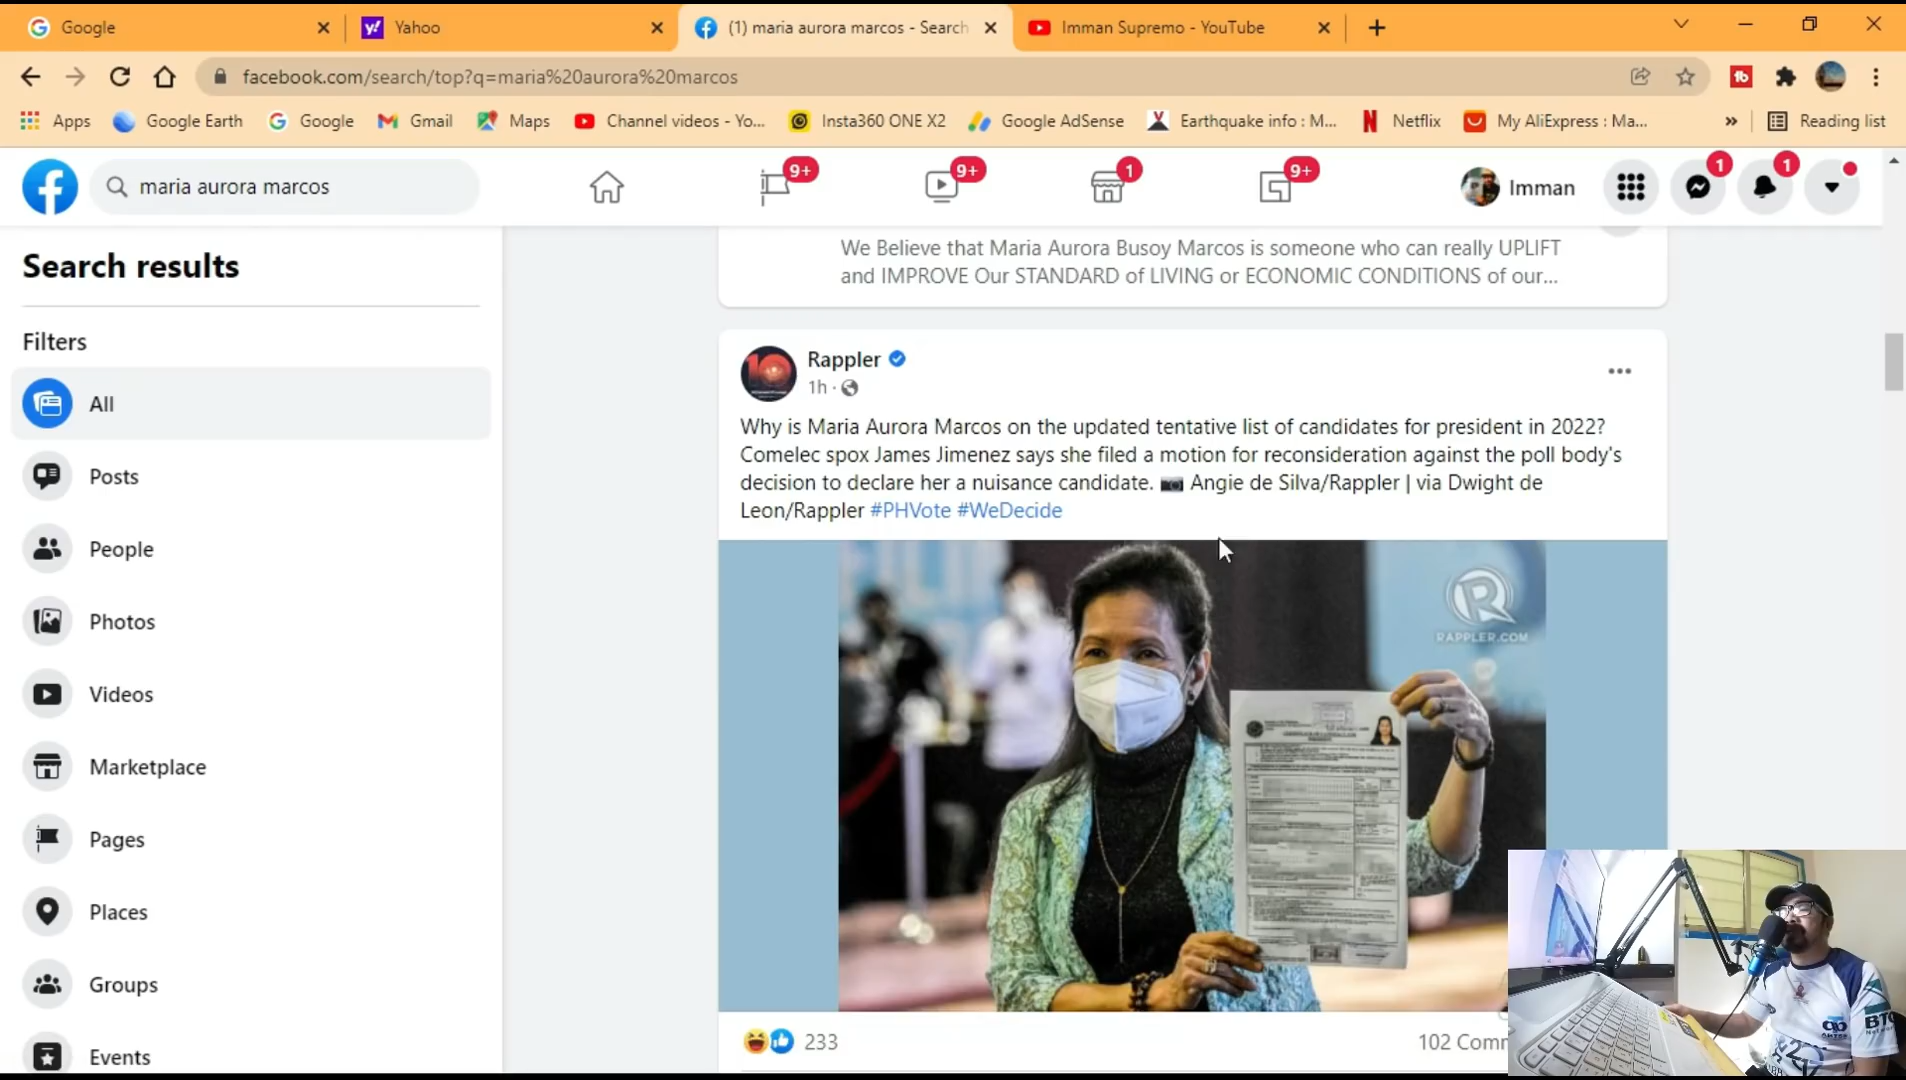 Google
Yahoo
(1) maria aurora marcos - Search
Imman Supremo - YouTube
facebook.com/search/top?q=maria%20aurora%20marcos
Apps
Google Earth
Google
Gmail
Maps
Channel videos - Yo...
Insta360 ONE X2
Google AdSense
Earthquake info : M...
Netflix
My AliExpress : Ma...
Reading list
maria aurora marcos
9+
9+
1
9+
Imman
1
1
Search results
Filters
All
Posts
People
Photos
Videos
Marketplace
Pages
Places
Groups
Events
We Believe that Maria Aurora Busoy Marcos is someone who can really UPLIFT
and IMPROVE Our STANDARD of LIVING or ECONOMIC CONDITIONS of our...
Rappler
1h ·
Why is Maria Aurora Marcos on the updated tentative list of candidates for president in 2022?
Comelec spox James Jimenez says she filed a motion for reconsideration against the poll body's
decision to declare her a nuisance candidate. 📷 Angie de Silva/Rappler | via Dwight de
Leon/Rappler #PHVote #WeDecide
RAPPLER.COM
233
102 Comm